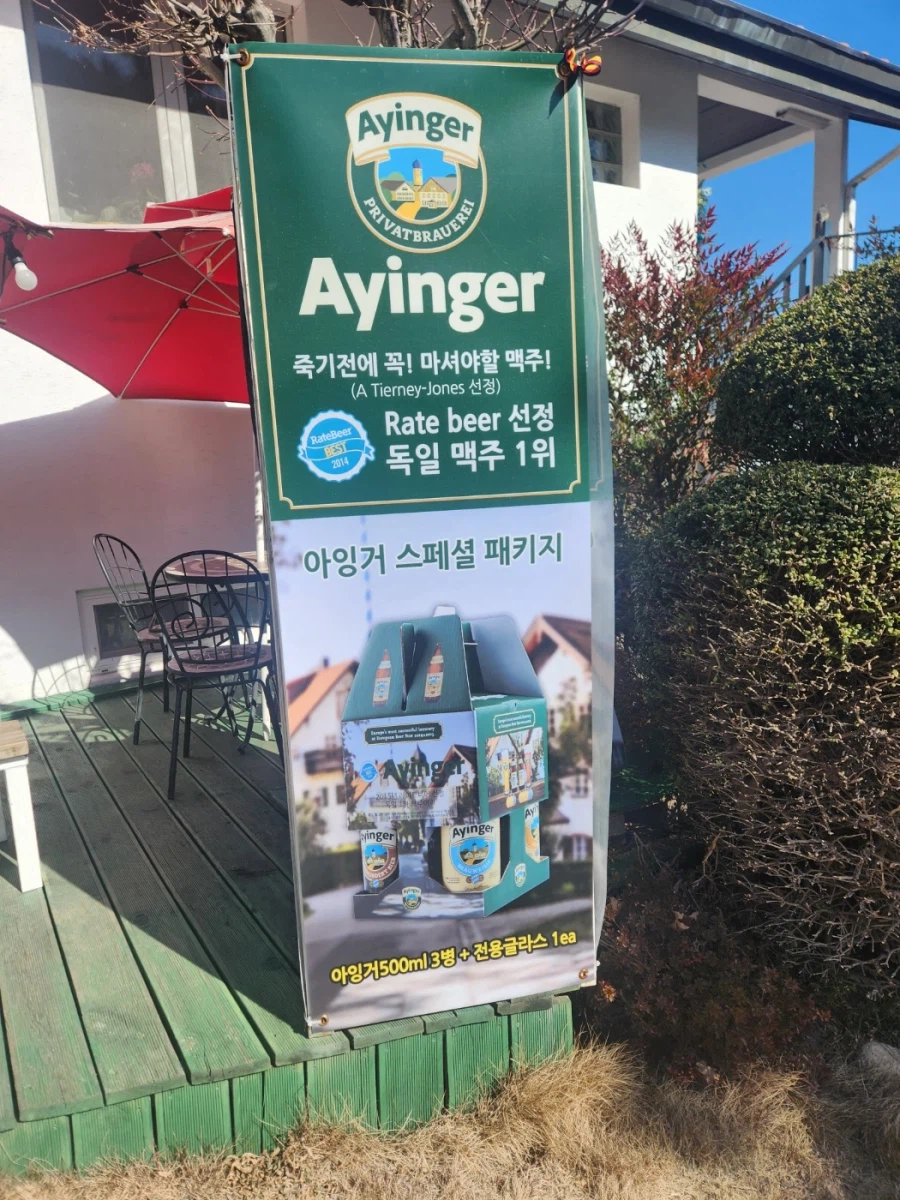 Ayinger
PRIVATBRAUEREI
Ayinger
죽기전에 꼭! 마셔야할 맥주!
(A Tierney-Jones 선정)
RateBeer
BEST
2014
Rate beer 선정
독일 맥주 1위
아잉거 스페셜 패키지
Ayinger
Ayinger
Ayinger
아잉거500ml 3병 + 전용글라스 1ea